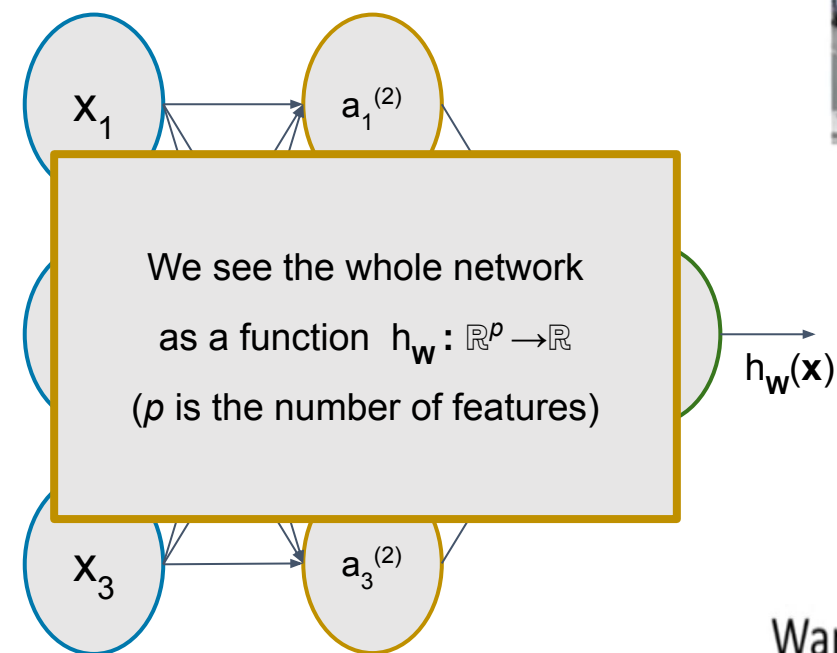 x₁
a₁⁽²⁾
We see the whole network
as a function h𝐰 : ℝᵖ →ℝ
(p is the number of features)
h𝐰(𝐱)
x₃
a₃⁽²⁾